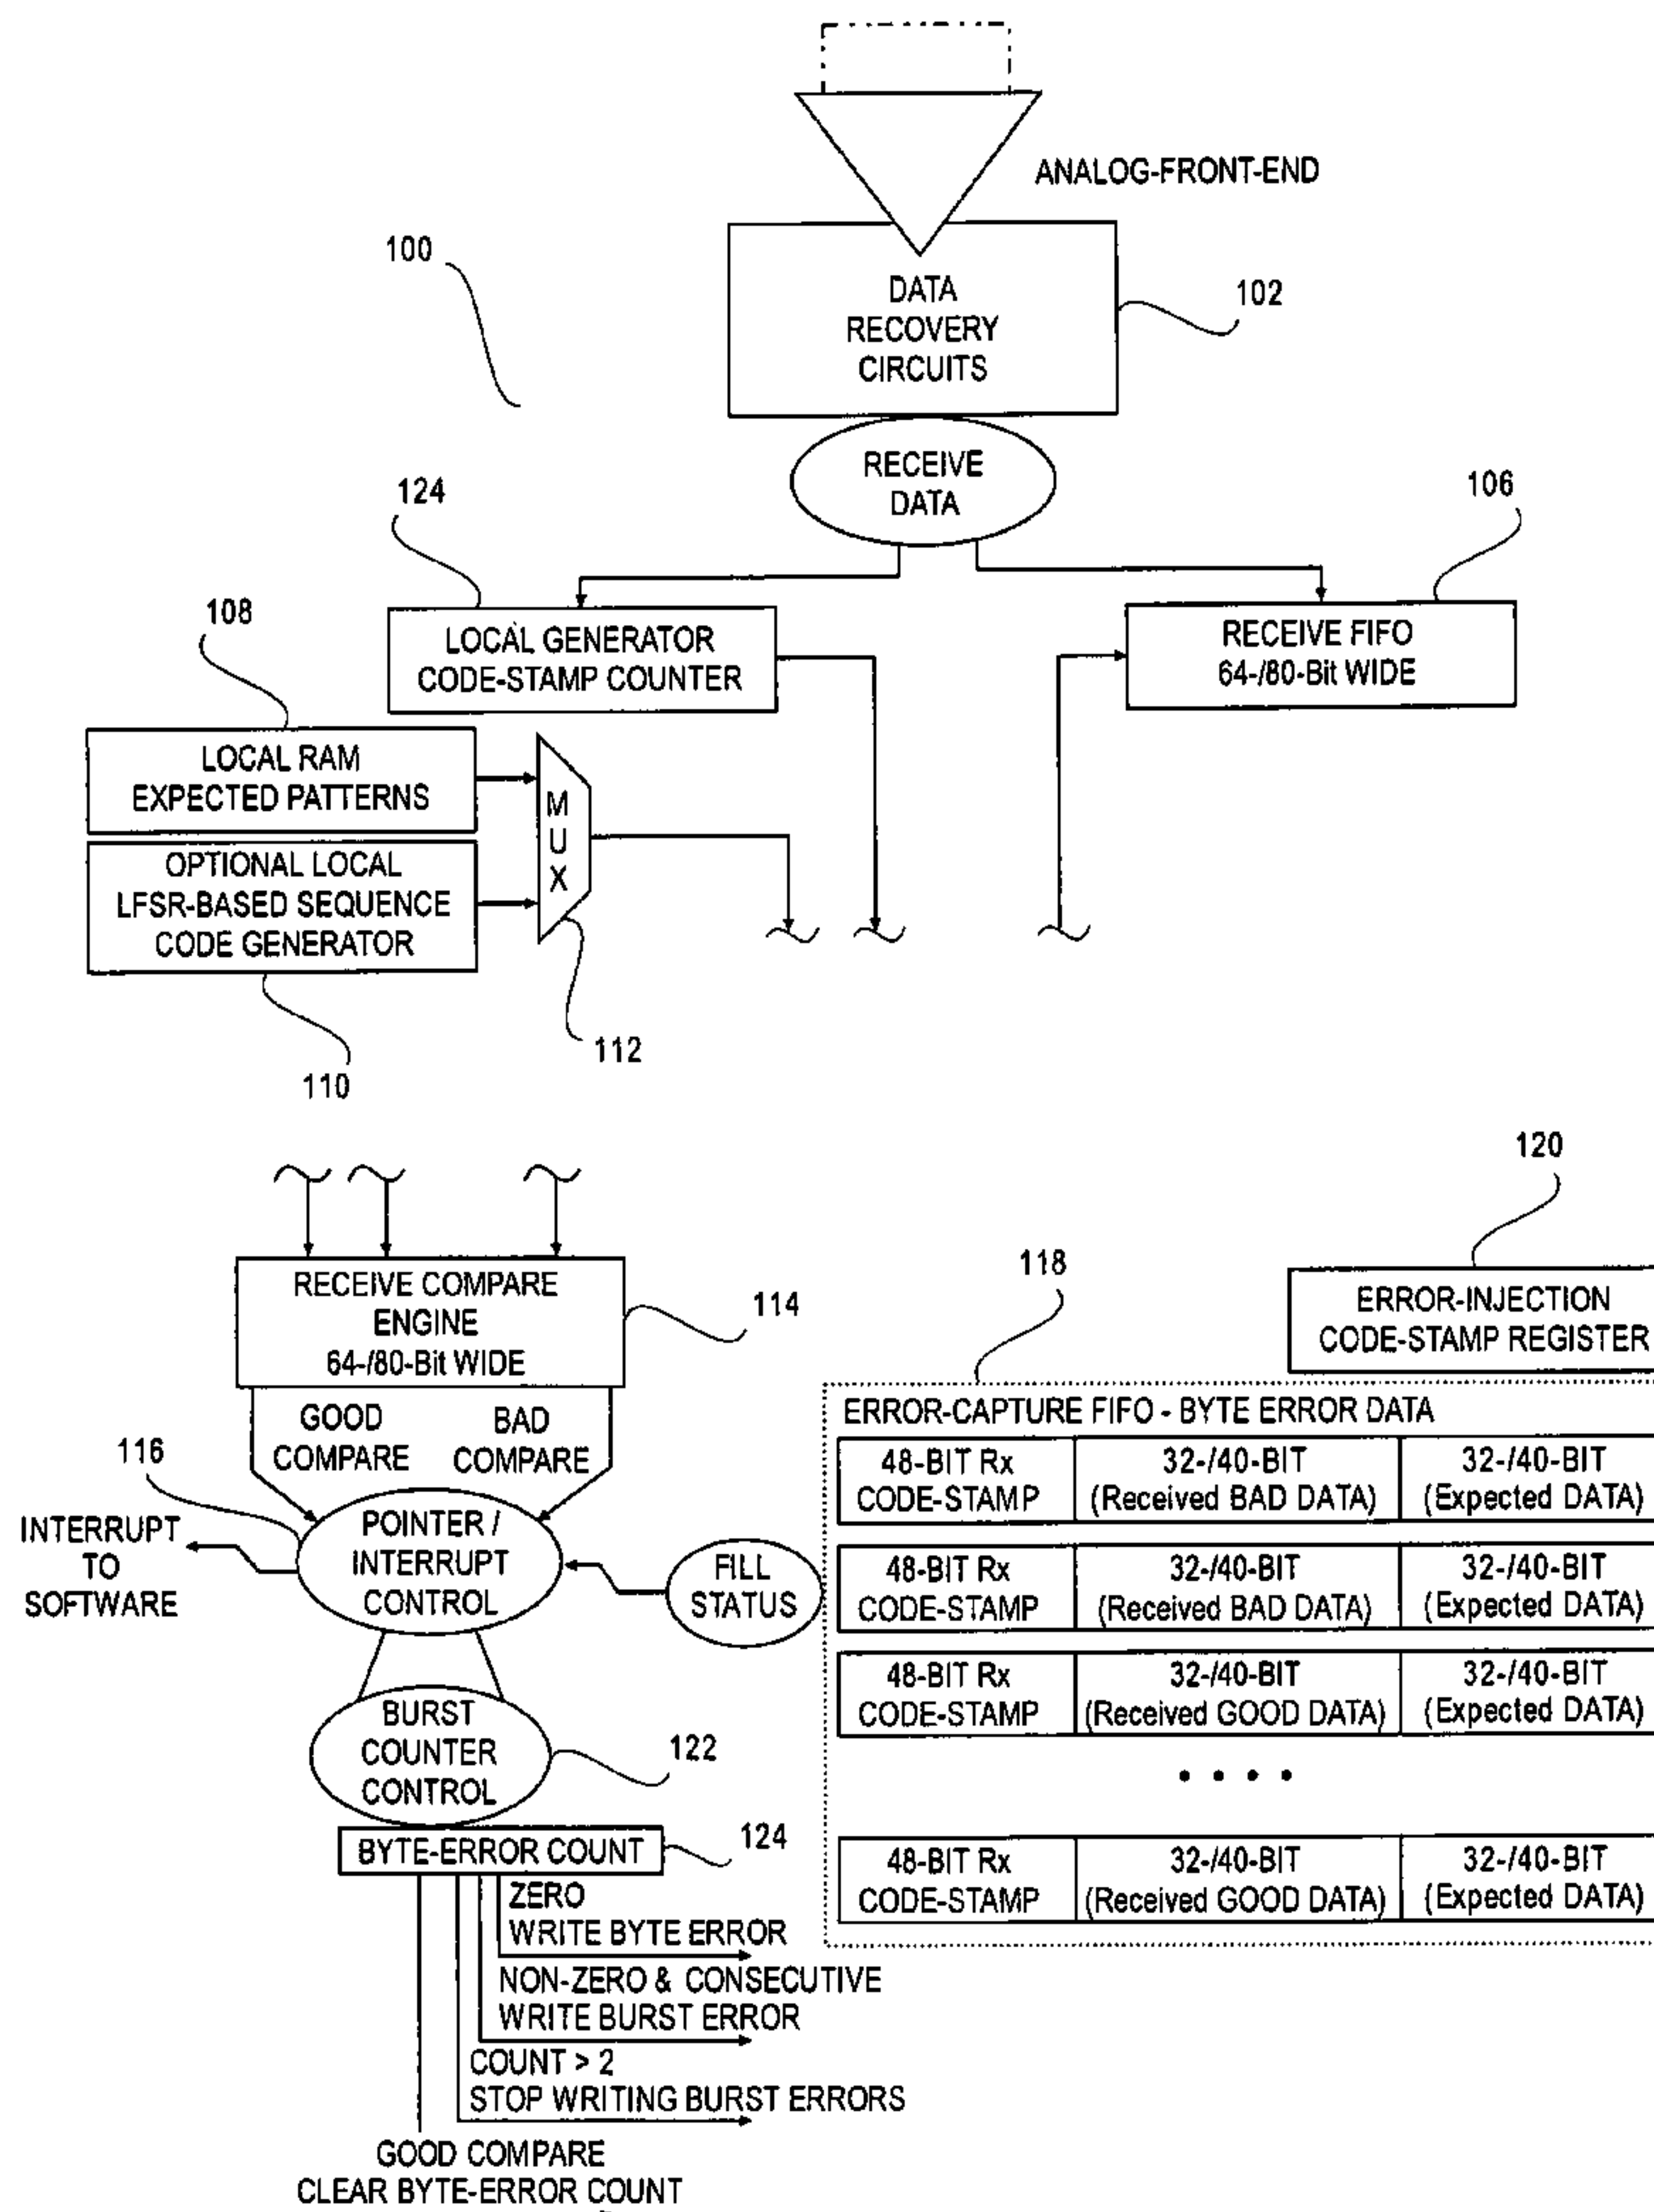 ANALOG-FRONT-END
100
DATA
RECOVERY
CIRCUITS
102
RECEIVE
DATA
124
106
LOCAL GENERATOR
CODE-STAMP COUNTER
RECEIVE FIFO
64-/80-Bit WIDE
108
LOCAL RAM
EXPECTED PATTERNS
OPTIONAL LOCAL
LFSR-BASED SEQUENCE
CODE GENERATOR
M
U
X
112
110
120
RECEIVE COMPARE
ENGINE
64-/80-Bit WIDE
114
118
ERROR-INJECTION
CODE-STAMP REGISTER
GOOD
COMPARE
BAD
COMPARE
116
INTERRUPT
TO
SOFTWARE
POINTER /
INTERRUPT
CONTROL
FILL
STATUS
ERROR-CAPTURE FIFO - BYTE ERROR DATA
48-BIT Rx
CODE-STAMP
32-/40-BIT
(Received BAD DATA)
32-/40-BIT
(Expected DATA)
48-BIT Rx
CODE-STAMP
32-/40-BIT
(Received BAD DATA)
32-/40-BIT
(Expected DATA)
48-BIT Rx
CODE-STAMP
32-/40-BIT
(Received GOOD DATA)
32-/40-BIT
(Expected DATA)
• • • •
48-BIT Rx
CODE-STAMP
32-/40-BIT
(Received GOOD DATA)
32-/40-BIT
(Expected DATA)
BURST
COUNTER
CONTROL
122
BYTE-ERROR COUNT
124
ZERO
WRITE BYTE ERROR
NON-ZERO & CONSECUTIVE
WRITE BURST ERROR
COUNT > 2
STOP WRITING BURST ERRORS
GOOD COMPARE
CLEAR BYTE-ERROR COUNT